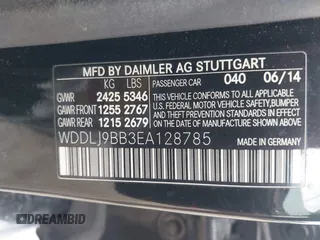 MFD BY DAIMLER AG STUTTGART
KG LBS PASSENGER CAR 040 06/14
GVWR 2425 5346 THIS VEHICLE CONFORMS TO ALL APPLICABLE
GAWR FRONT 1255 2767 U.S. FEDERAL MOTOR VEHICLE SAFETY, BUMPER,
GAWR REAR 1215 2679 AND THEFT PREVENTION STANDARDS IN EFFECT
ON THE DATE OF MANUFACTURE SHOWN ABOVE.
WDDLJ9BB3EA128785
MADE IN GERMANY
DREAMBID